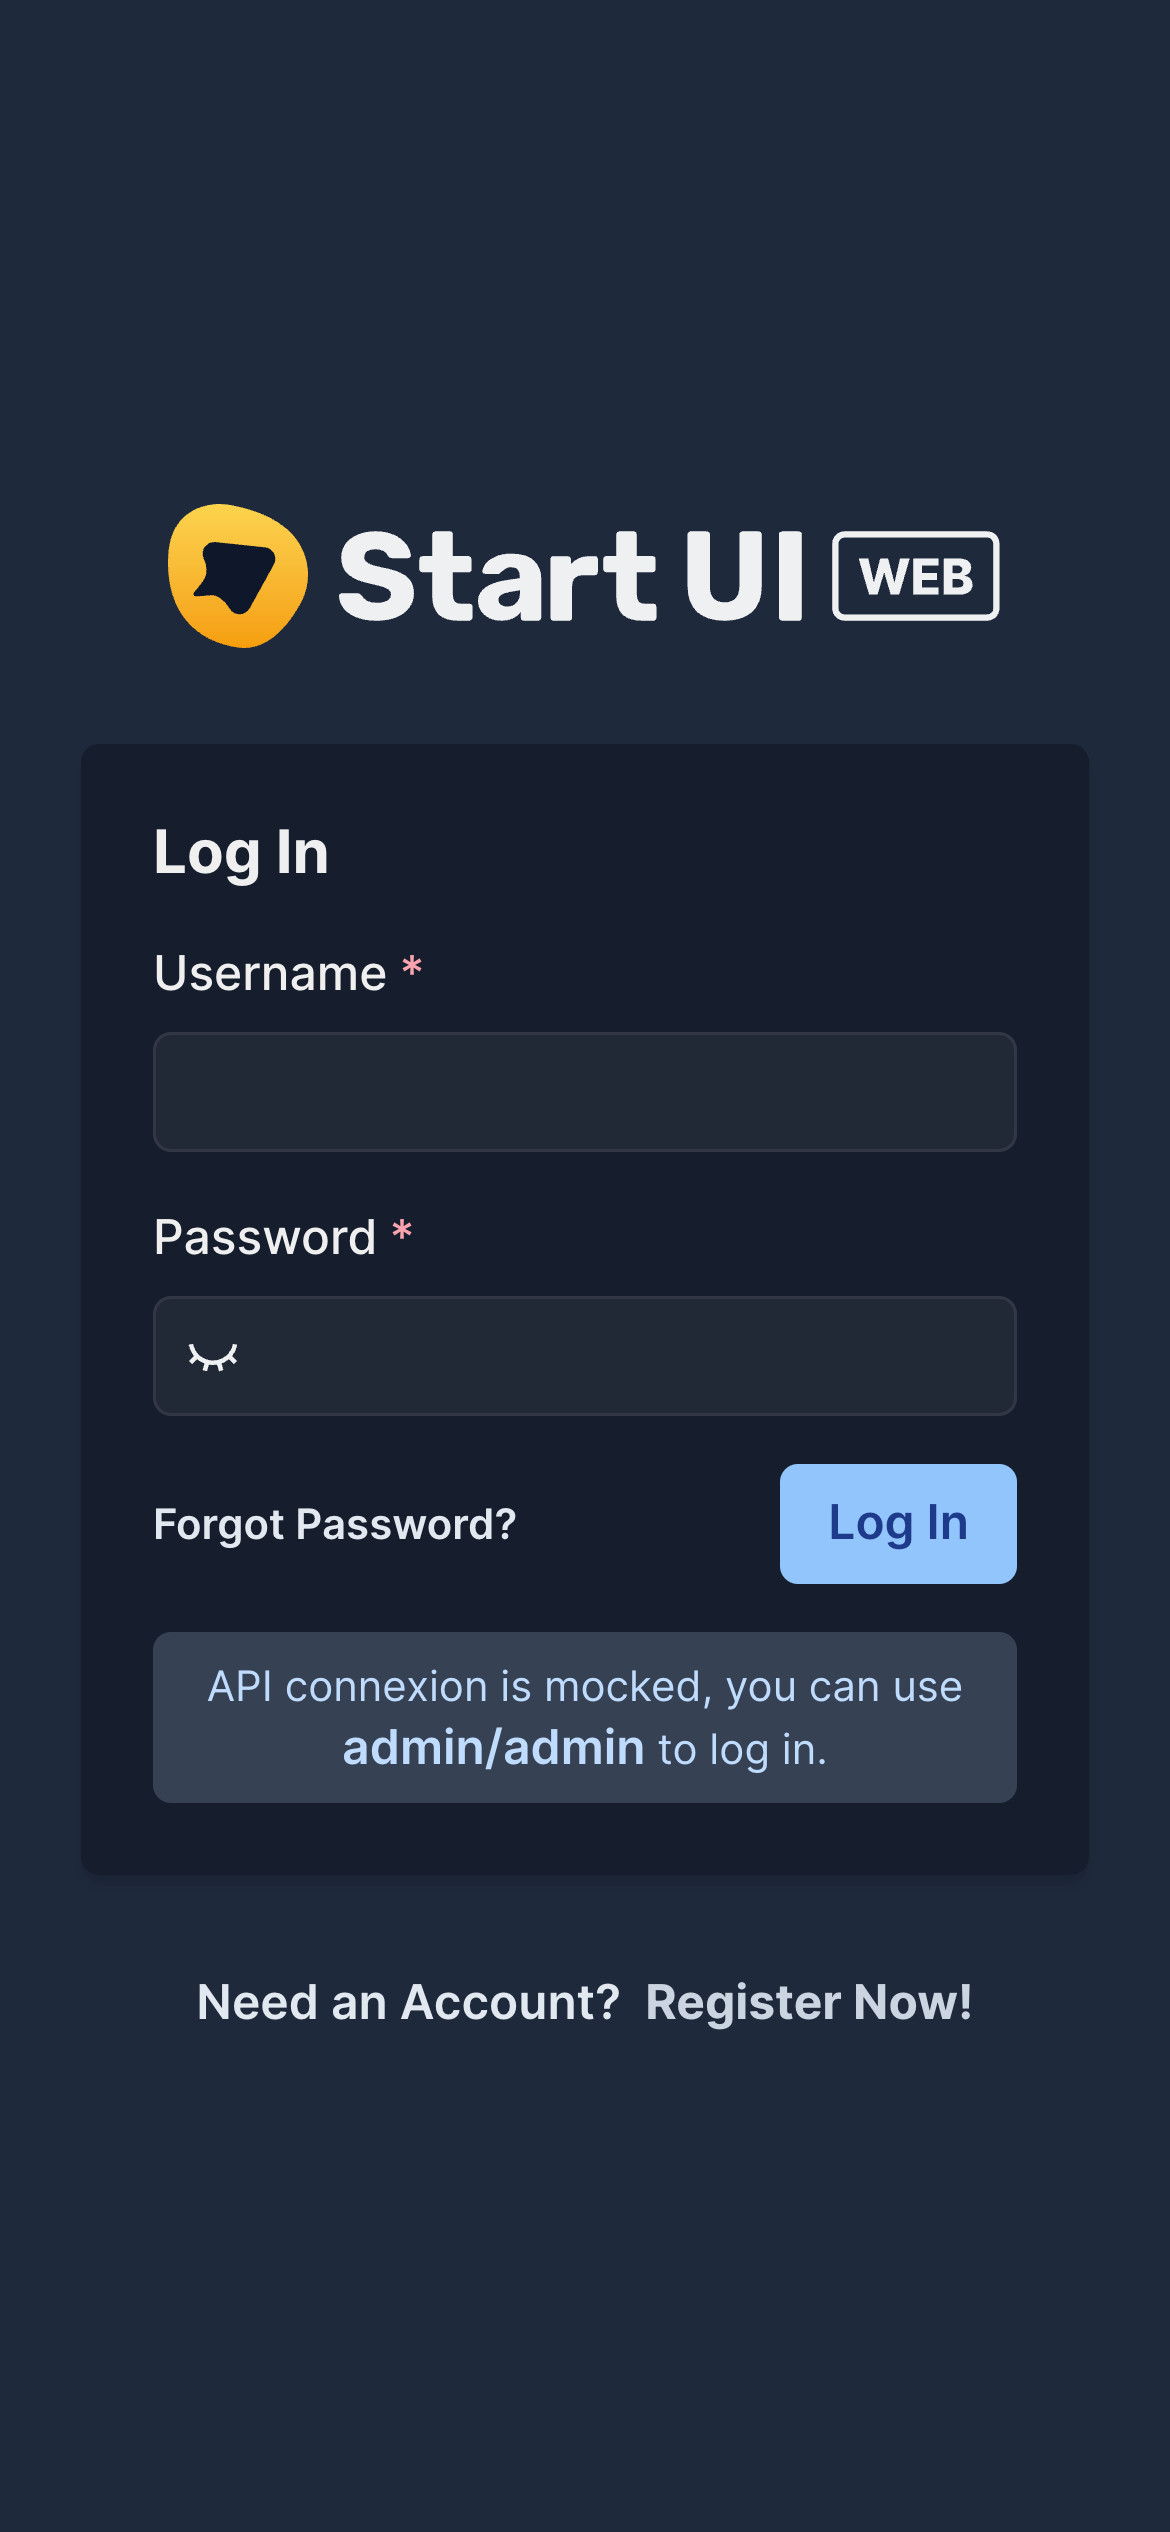 Start UI WEB
Log In
Username *
Password *
Forgot Password?
Log In
API connexion is mocked, you can use
admin/admin to log in.
Need an Account? Register Now!